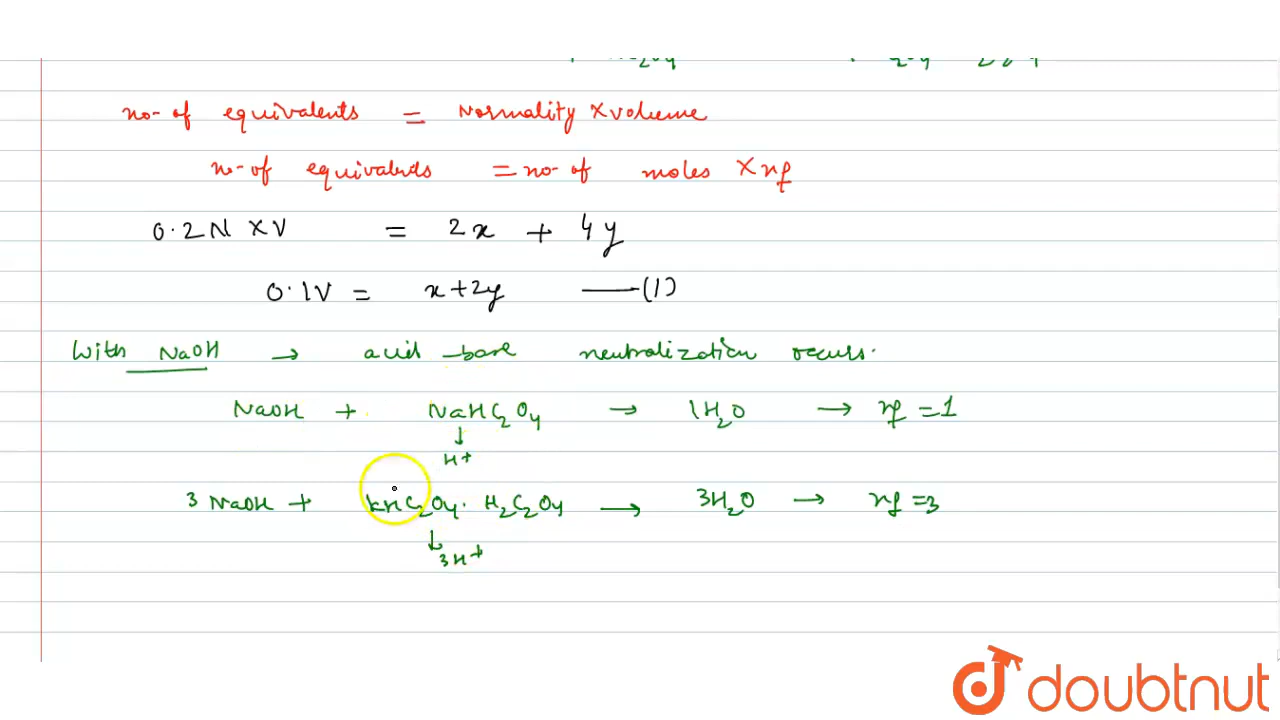 no- of equivalents = Normality x volume
no- of equivalents = no- of moles x nf
0.2 N x V = 2x + 4y
0.1V = x+2y —(1)
With NaOH → acid -base neutralization occurs.
NaOH + NaHC2O4 → 1H2O → nf =1
↓
H+
3 NaOH + KHC2O4. H2C2O4 → 3H2O → nf =3
↓
3H+
doubtnut